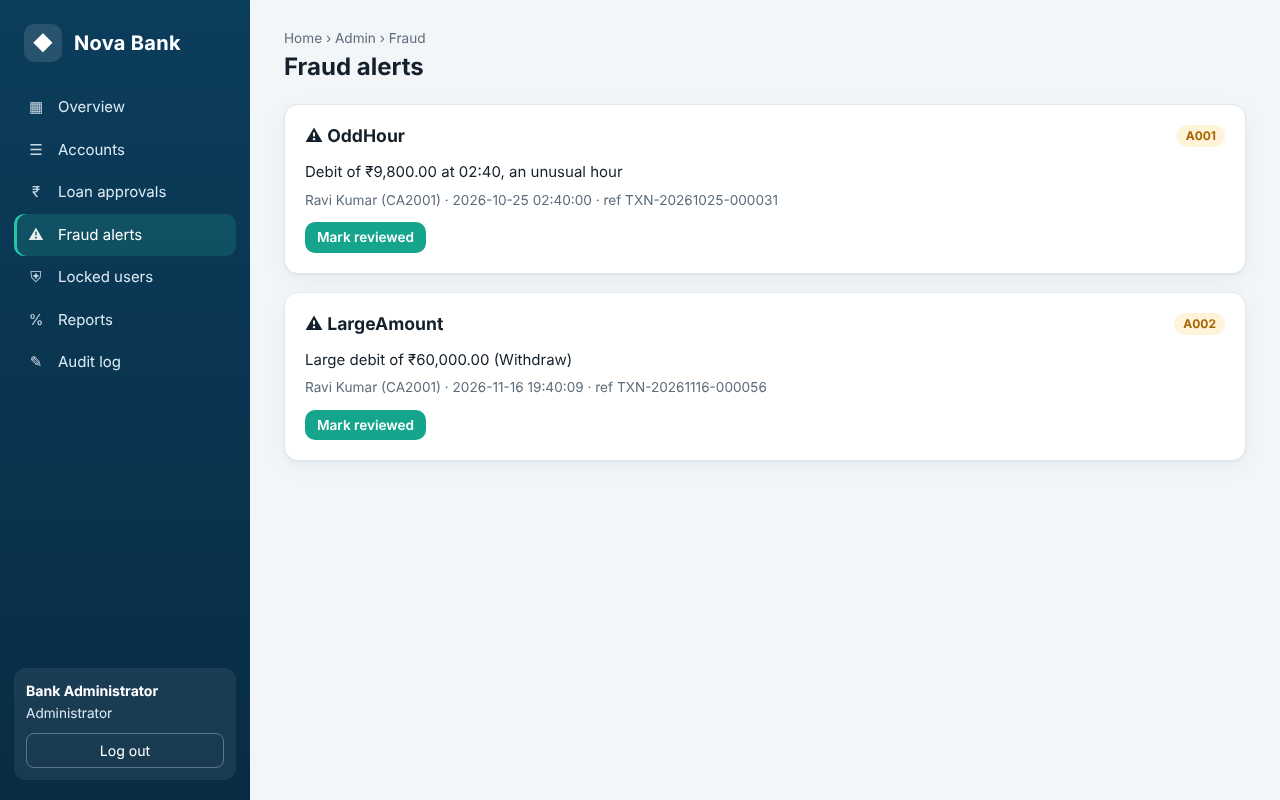 Nova Bank
Overview
Accounts
₹ Loan approvals
Fraud alerts
Locked users
% Reports
Audit log
Bank Administrator
Administrator
Log out
Home › Admin › Fraud
Fraud alerts
⚠ OddHour
A001
Debit of ₹9,800.00 at 02:40, an unusual hour
Ravi Kumar (CA2001) · 2026-10-25 02:40:00 · ref TXN-20261025-000031
Mark reviewed
⚠ LargeAmount
A002
Large debit of ₹60,000.00 (Withdraw)
Ravi Kumar (CA2001) · 2026-11-16 19:40:09 · ref TXN-20261116-000056
Mark reviewed